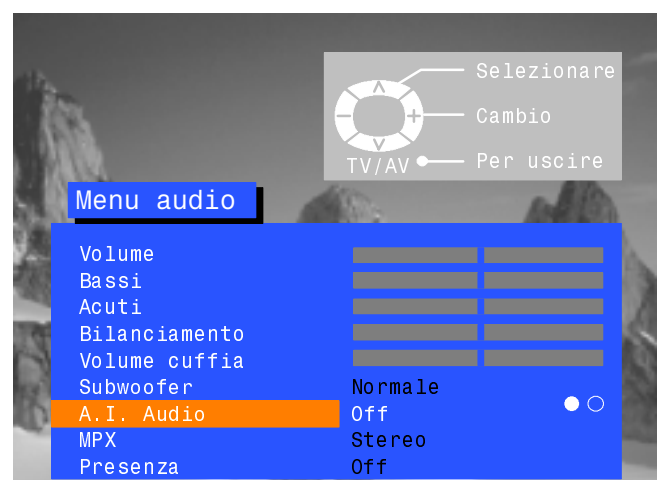 Selezionare
Cambio
TV/AV
Per uscire
Menu audio
Volume
Bassi
Acuti
Bilanciamento
Volume cuffia
Subwoofer Normale
A.I. Audio Off
MPX Stereo
Presenza Off